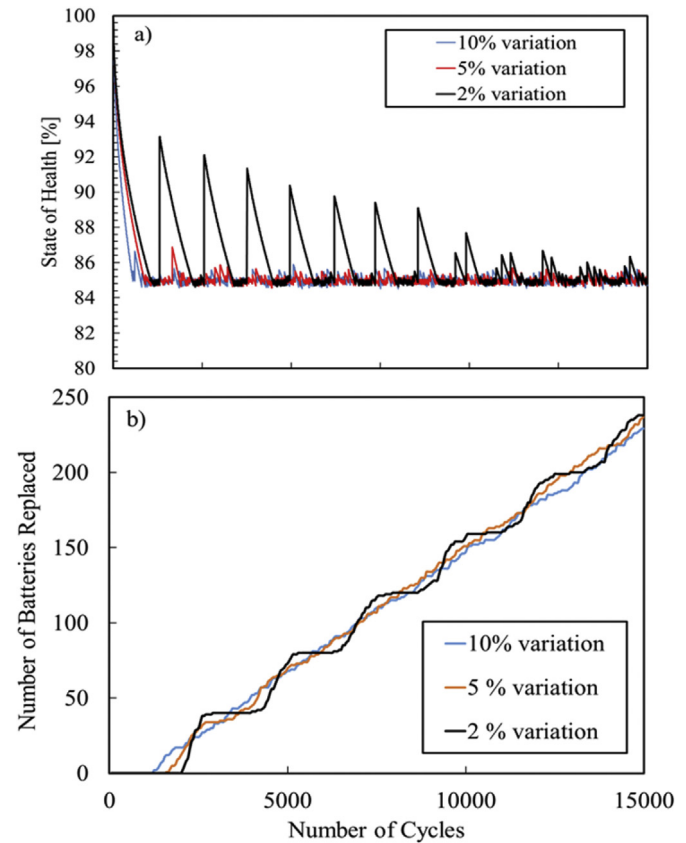 100
98
96
94
92
90
88
86
84
82
80
State of Health [%]
a)
10% variation
5% variation
2% variation
250
200
150
100
50
0
Number of Batteries Replaced
b)
10% variation
5 % variation
2 % variation
0
5000
10000
15000
Number of Cycles